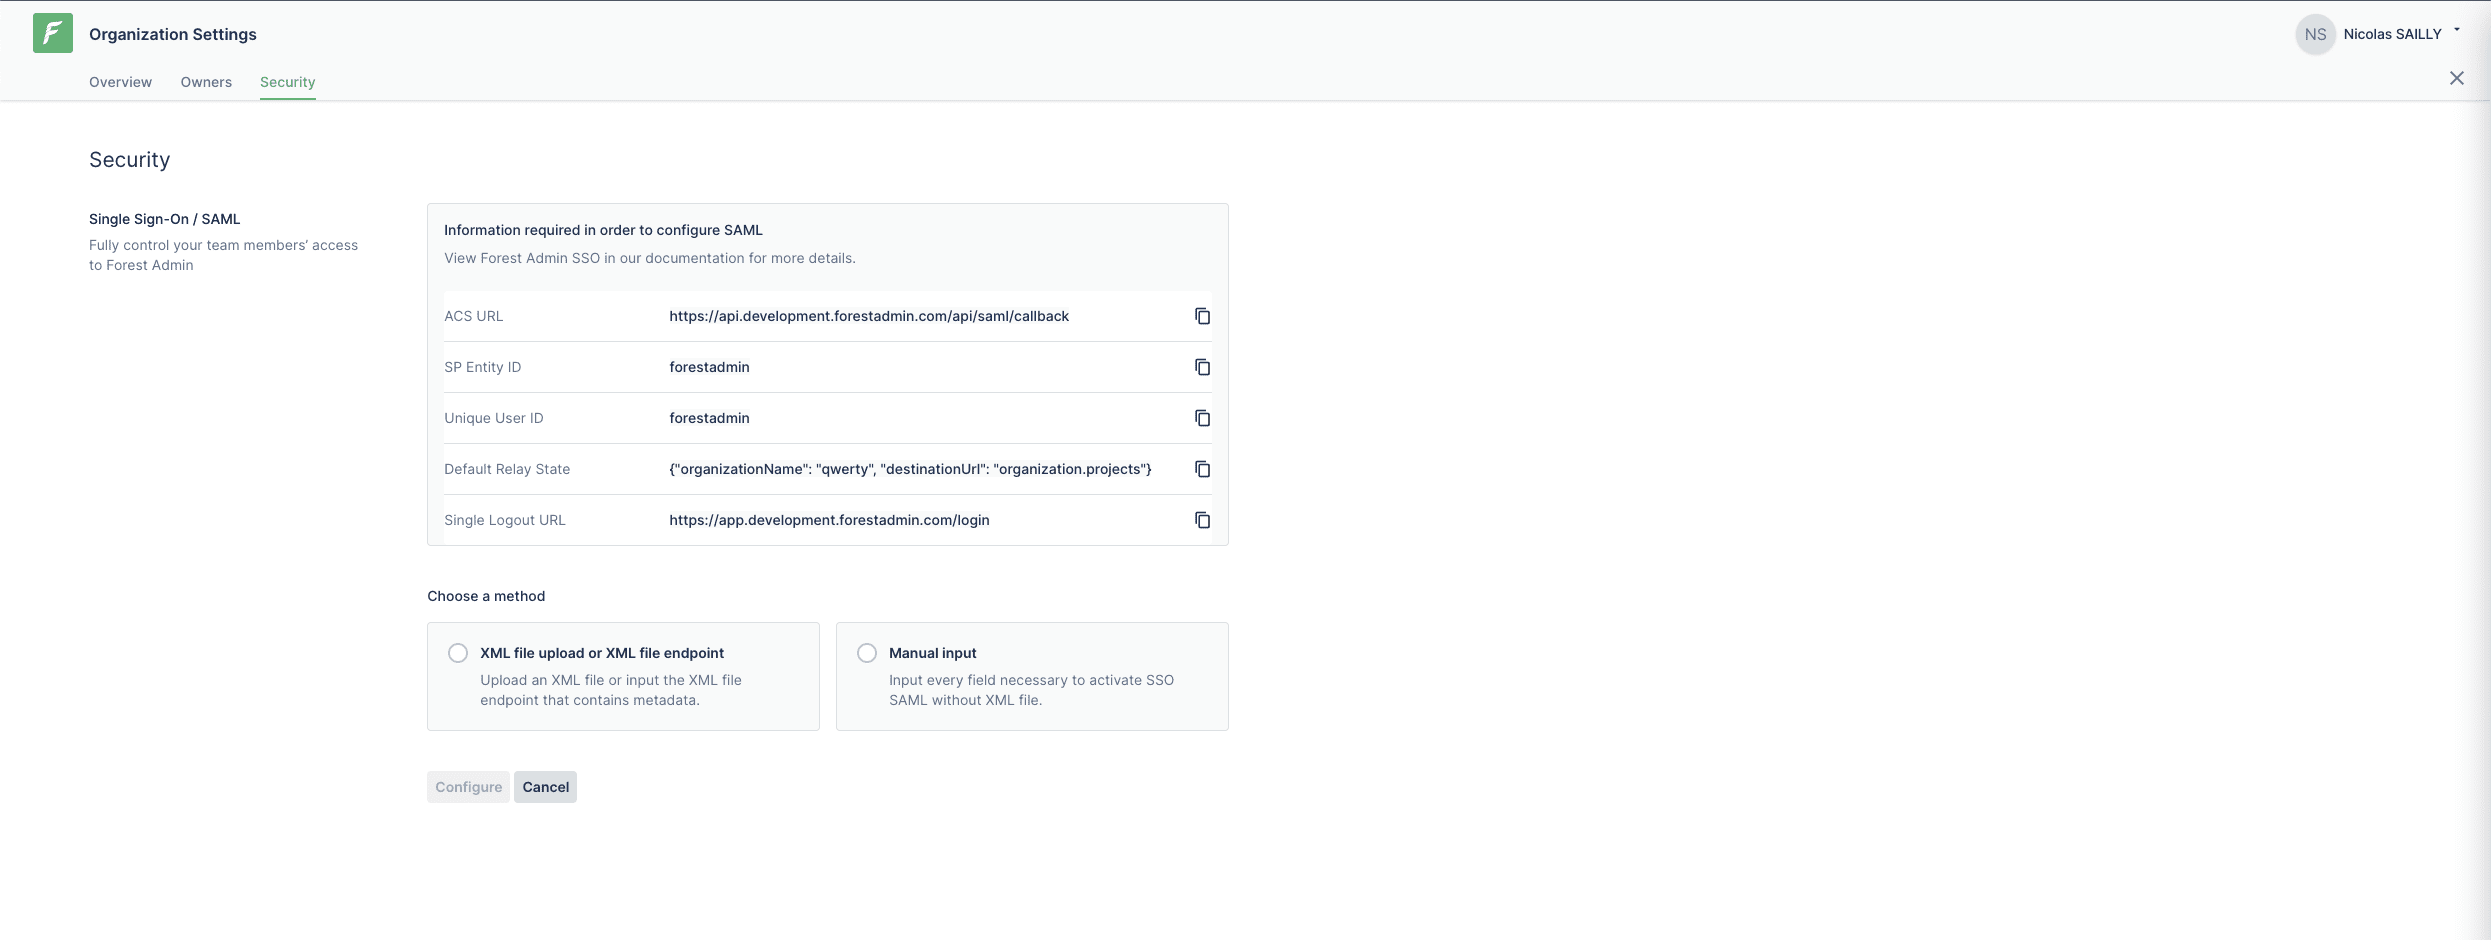 Organization Settings
NS Nicolas SAILLY
Overview Owners Security
Security
Single Sign-On / SAML
Fully control your team members' access
to Forest Admin
Information required in order to configure SAML
View Forest Admin SSO in our documentation for more details.
ACS URL https://api.development.forestadmin.com/api/saml/callback
SP Entity ID forestadmin
Unique User ID forestadmin
Default Relay State {"organizationName": "qwerty", "destinationUrl": "organization.projects"}
Single Logout URL https://app.development.forestadmin.com/login
Choose a method
XML file upload or XML file endpoint
Upload an XML file or input the XML file
endpoint that contains metadata.
Manual input
Input every field necessary to activate SSO
SAML without XML file.
Configure Cancel